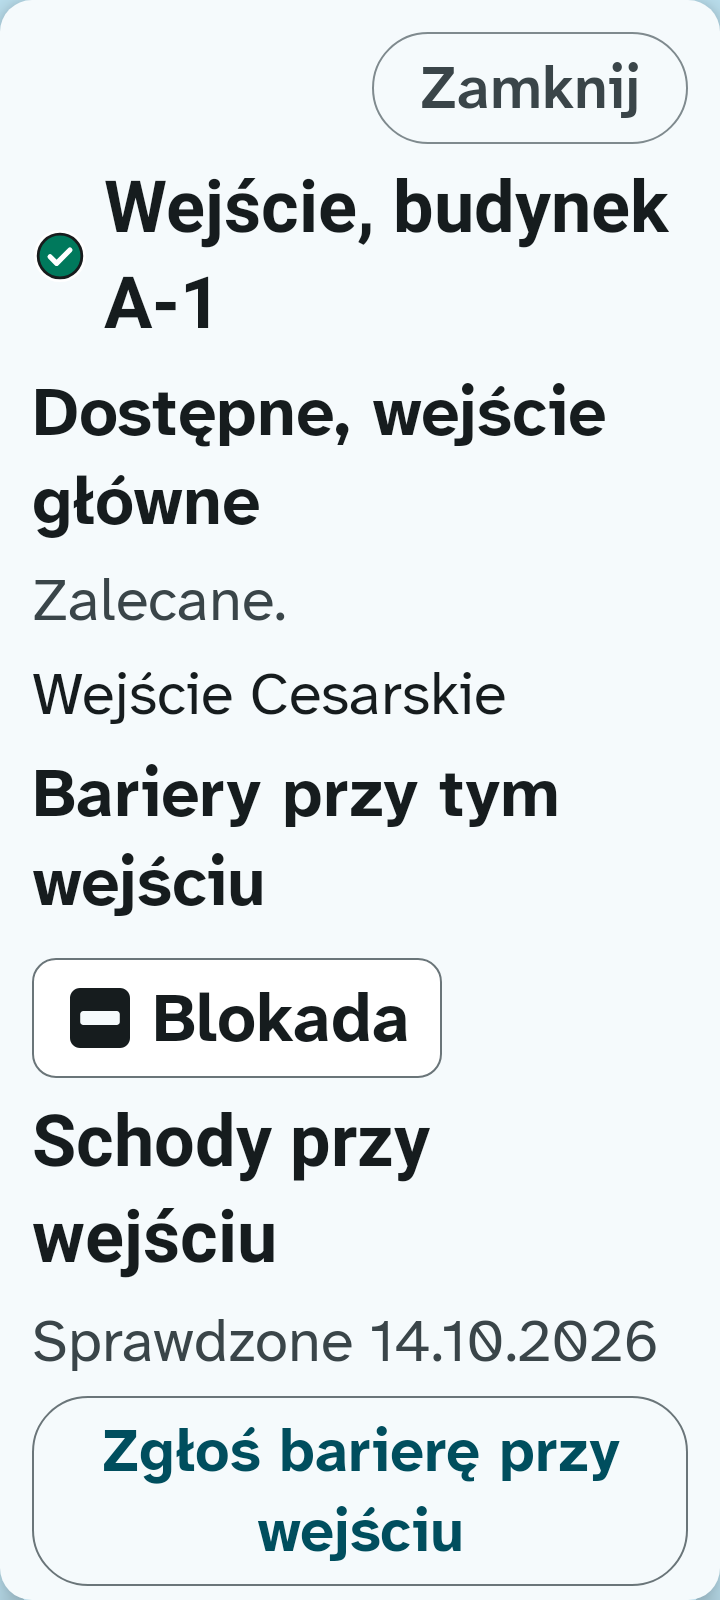 Zamknij
Wejście, budynek
A-1
Dostępne, wejście
główne
Zalecane.
Wejście Cesarskie
Bariery przy tym
wejściu
Blokada
Schody przy
wejściu
Sprawdzone 14.10.2026
Zgłoś barierę przy
wejściu